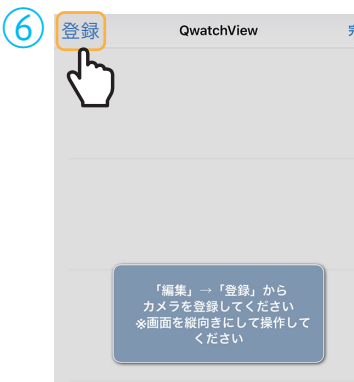 ⑥
登録 QwatchView
「編集」→「登録」から
カメラを登録してください
※画面を縦向きにして操作して
ください